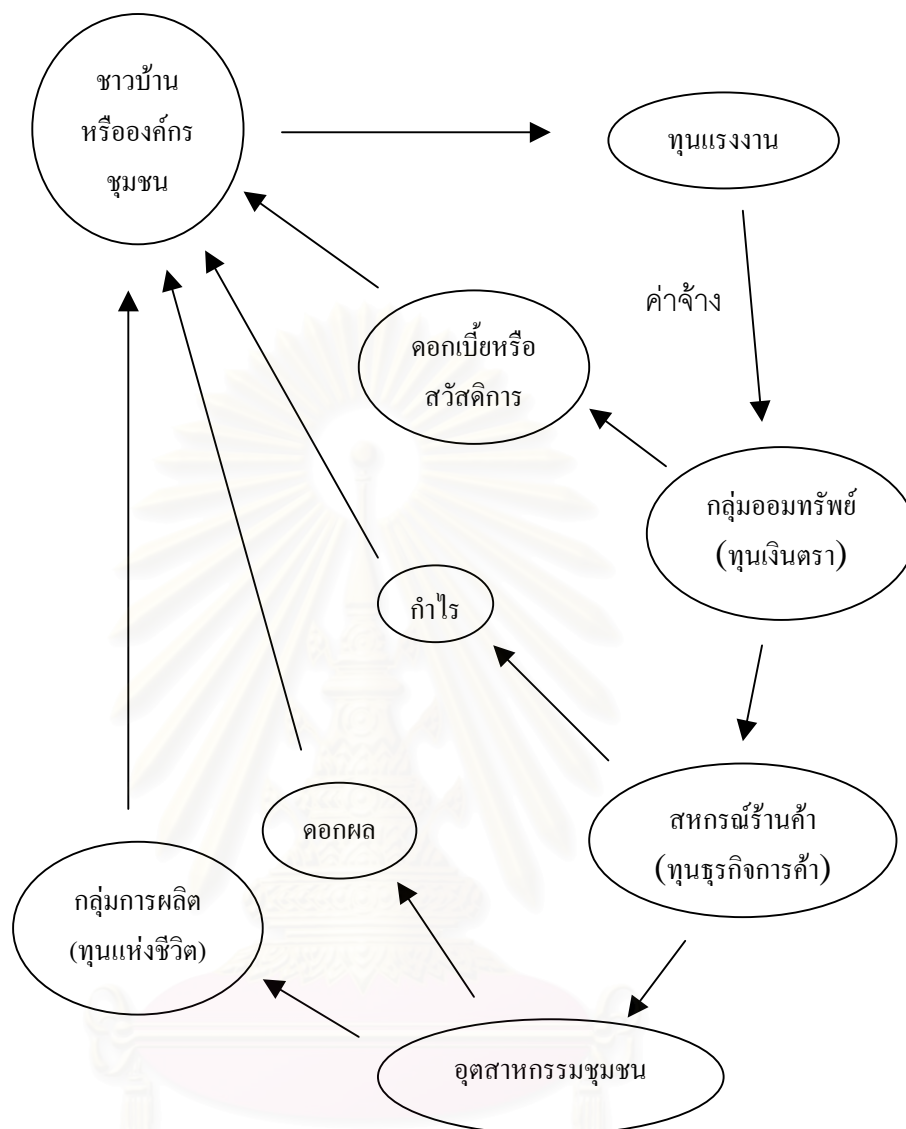 ชาวบ้าน
หรือองค์กร
ชุมชน
ทุนแรงงาน
ค่าจ้าง
ดอกเบี้ยหรือ
สวัสดิการ
กลุ่มออมทรัพย์
(ทุนเงินตรา)
กำไร
สหกรณ์ร้านค้า
(ทุนธุรกิจการค้า)
ดอกผล
กลุ่มการผลิต
(ทุนแห่งชีวิต)
อุตสาหกรรมชุมชน